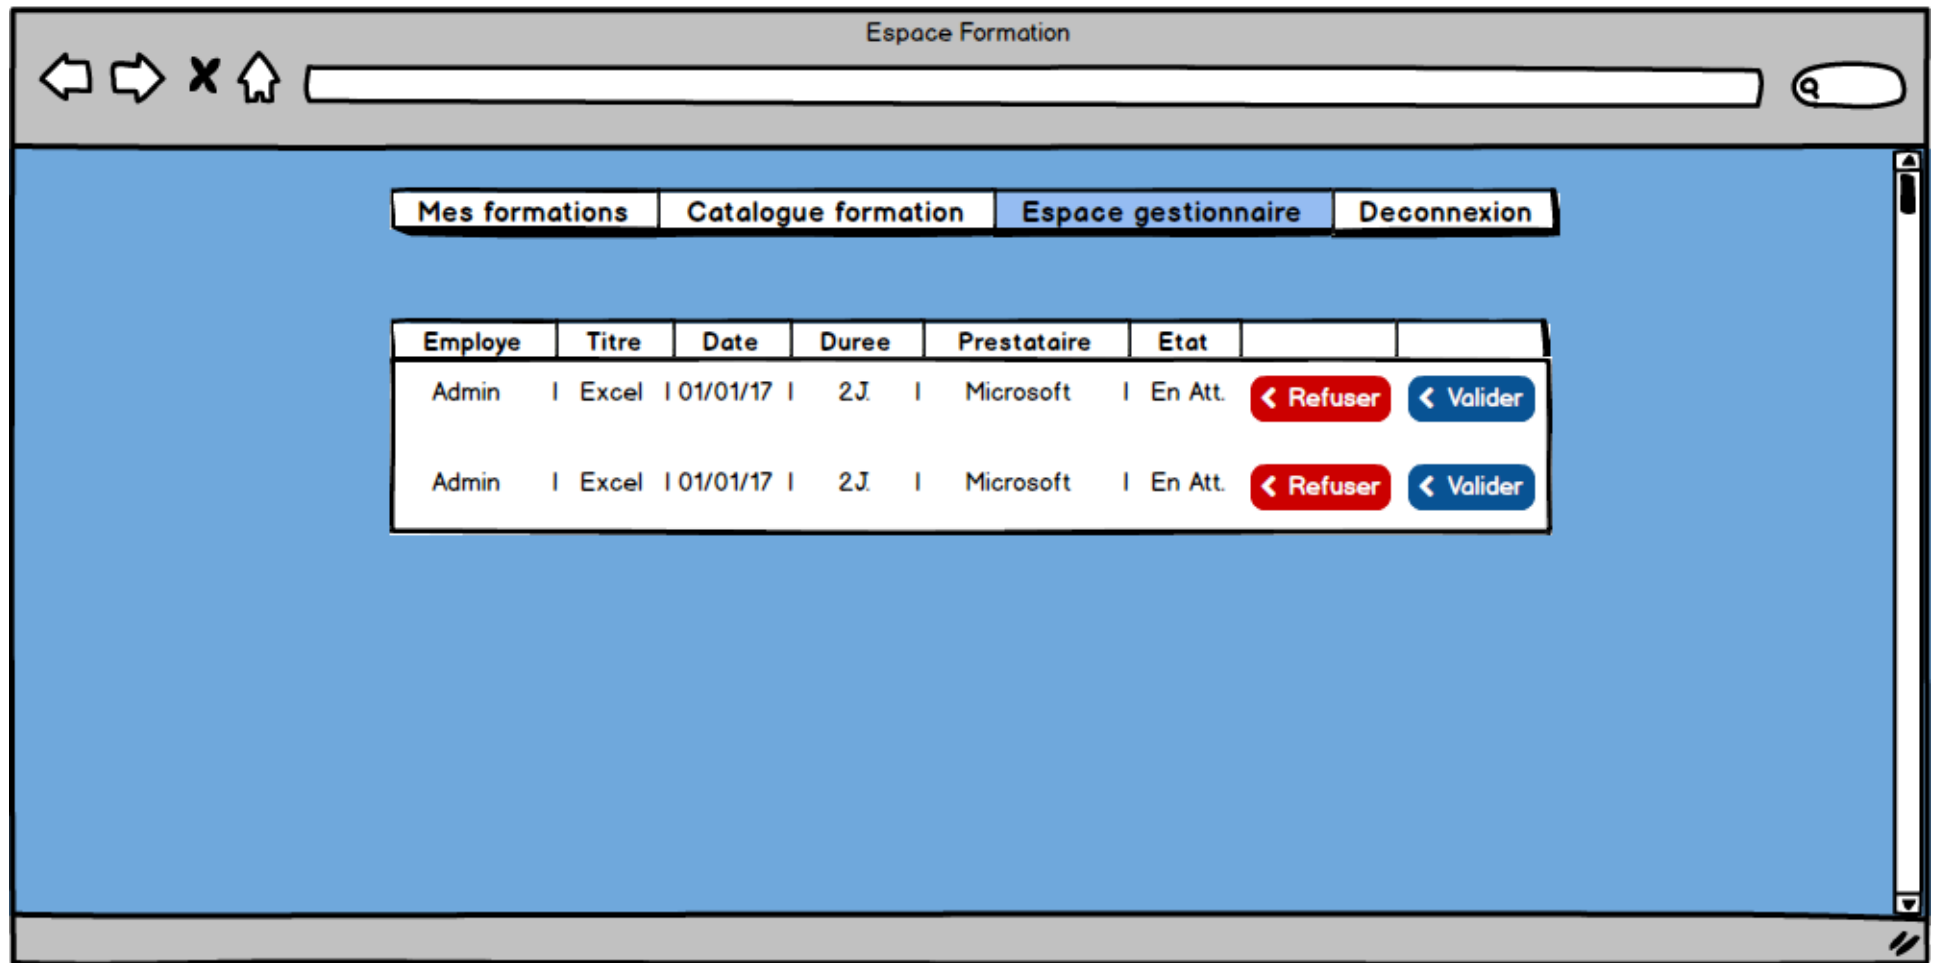 Espace Formation
Mes formations Catalogue formation Espace gestionnaire Deconnexion
Employe Titre Date Duree Prestataire Etat
Admin | Excel | 01/01/17 | 2J. | Microsoft | En Att. Refuser Valider
Admin | Excel | 01/01/17 | 2J. | Microsoft | En Att. Refuser Valider